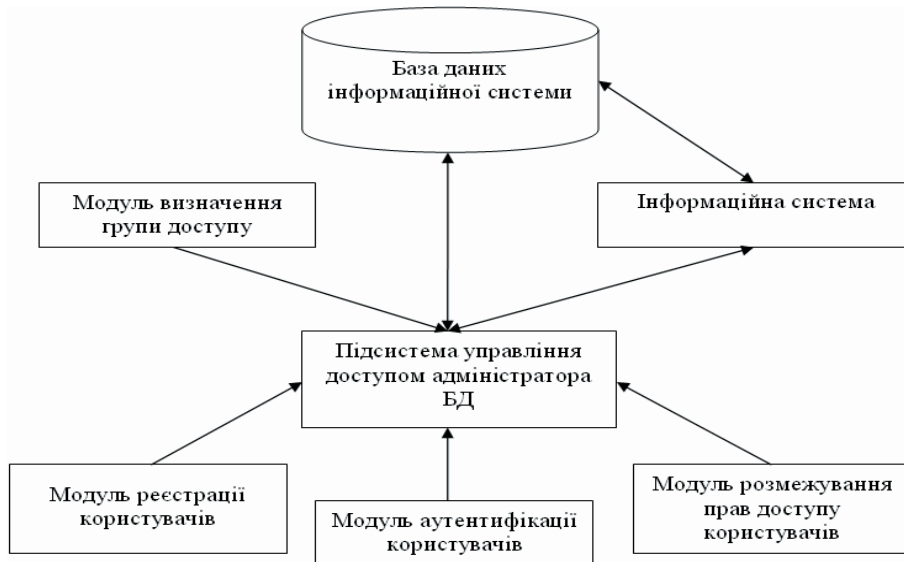 База даних
інформаційної системи
Модуль визначення
групи доступу
Інформаційна система
Підсистема управління
доступом адміністратора
БД
Модуль реєстрації
користувачів
Модуль аутентифікації
користувачів
Модуль розмежування
прав доступу
користувачів